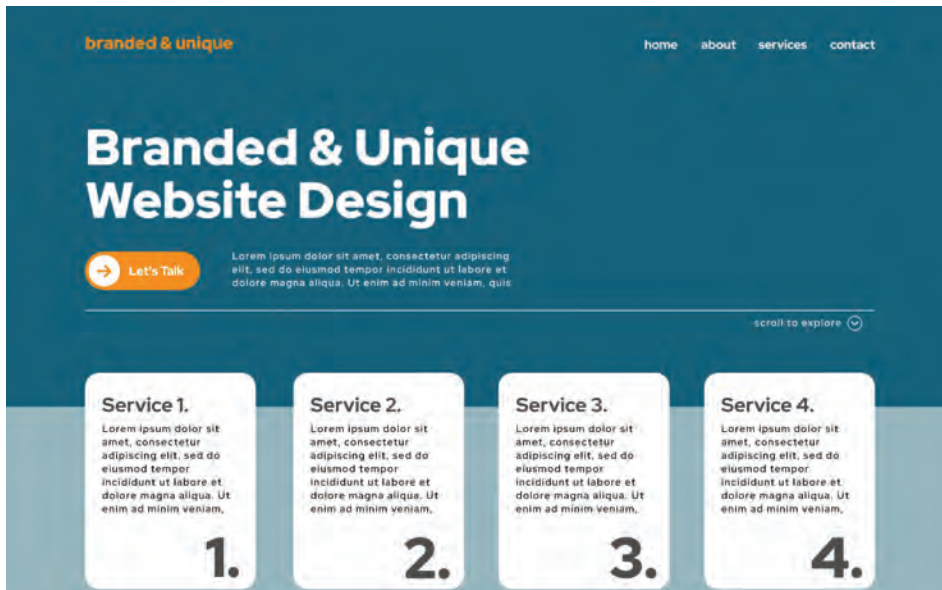 branded & unique
home about services contact
Branded & Unique
Website Design
Let's Talk
Lorem ipsum dolor sit amet, consectetur adipiscing
elit, sed do eiusmod tempor incididunt ut labore et
dolore magna aliqua. Ut enim ad minim veniam, quis
scroll to explore
Service 1.
Lorem ipsum dolor sit
amet, consectetur
adipiscing elit, sed do
eiusmod tempor
incididunt ut labore et
dolore magna aliqua. Ut
enim ad minim veniam,
1.
Service 2.
Lorem ipsum dolor sit
amet, consectetur
adipiscing elit, sed do
eiusmod tempor
incididunt ut labore et
dolore magna aliqua. Ut
enim ad minim veniam,
2.
Service 3.
Lorem ipsum dolor sit
amet, consectetur
adipiscing elit, sed do
eiusmod tempor
incididunt ut labore et
dolore magna aliqua. Ut
enim ad minim veniam,
3.
Service 4.
Lorem ipsum dolor sit
amet, consectetur
adipiscing elit, sed do
eiusmod tempor
incididunt ut labore et
dolore magna aliqua. Ut
enim ad minim veniam,
4.